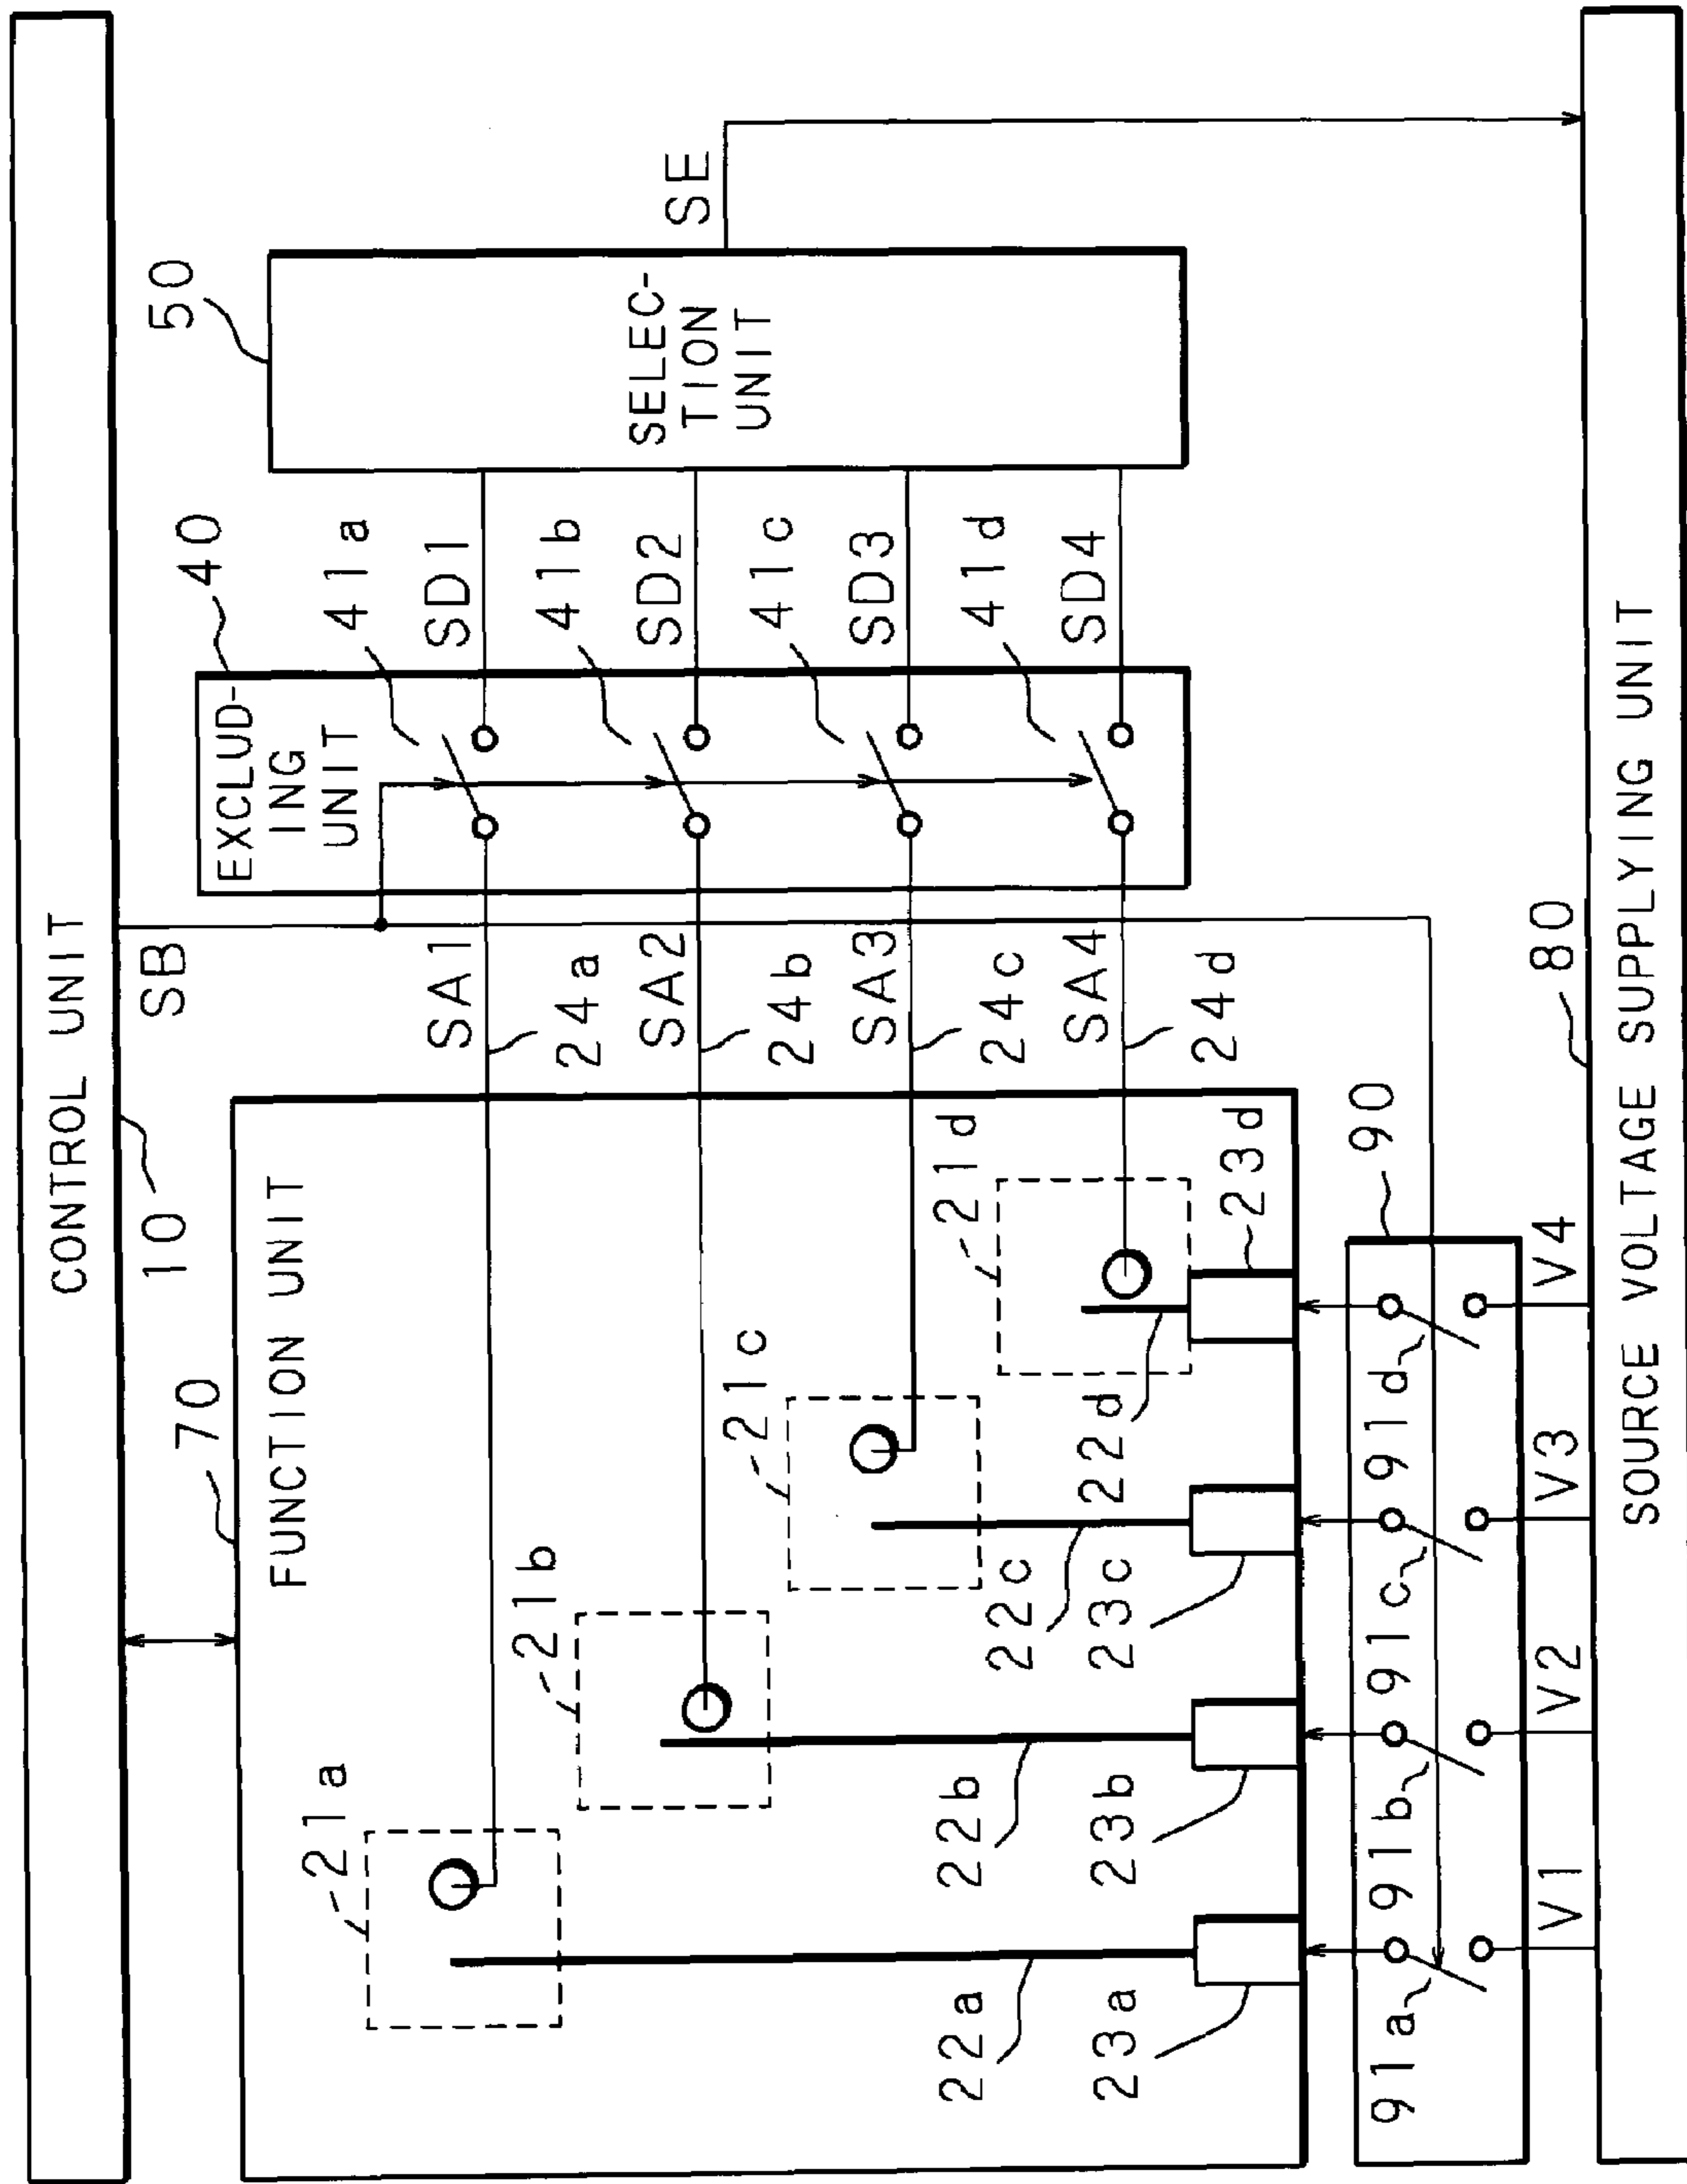 CONTROL UNIT
10
SB
70
FUNCTION UNIT
EXCLUD-
ING
UNIT
40
50
SELEC-
TION
UNIT
SE
41a
SD1
41b
SD2
41c
SD3
41d
SD4
SA1
24a
SA2
24b
SA3
24c
SA4
24d
21a
21b
21c
21d
22a
22b
22c
22d
23a
23b
23c
23d
90
91a
91b
91c
91d
V1
V2
V3
V4
80
SOURCE VOLTAGE SUPPLYING UNIT